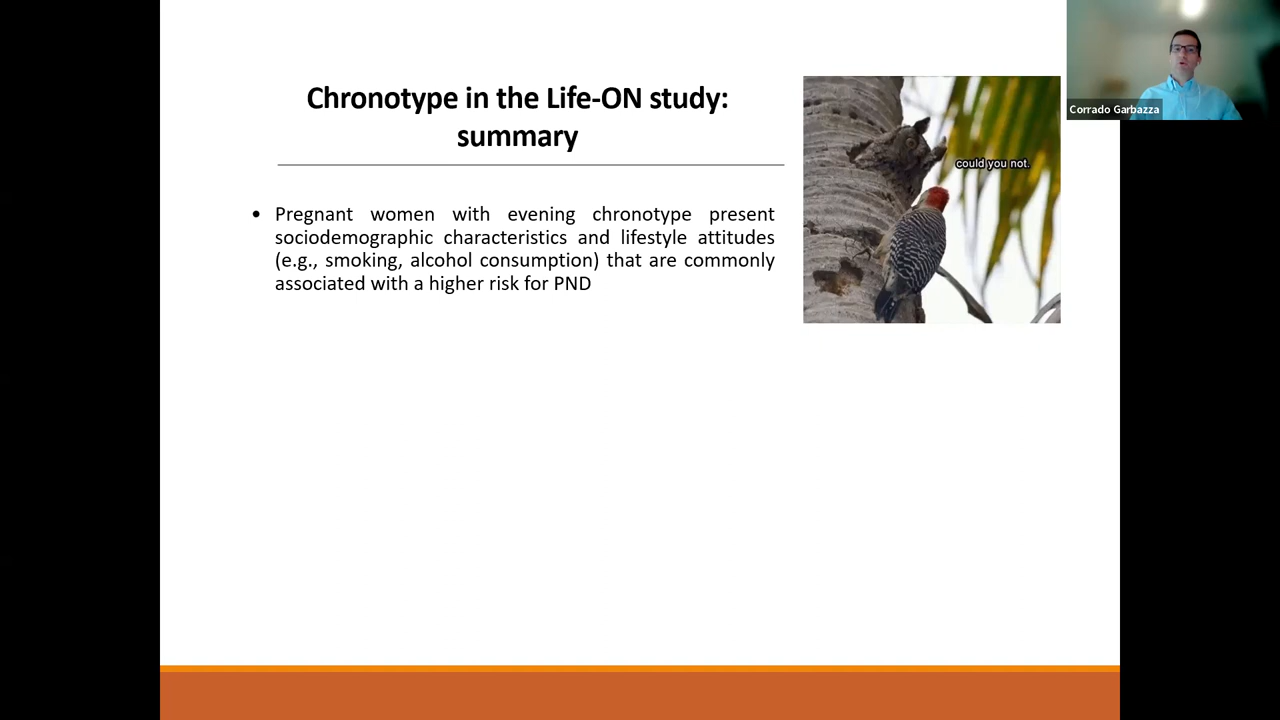 Chronotype in the Life-ON study:
summary
could you not.
Corrado Garbazza
• Pregnant women with evening chronotype present
sociodemographic characteristics and lifestyle attitudes
(e.g., smoking, alcohol consumption) that are commonly
associated with a higher risk for PND